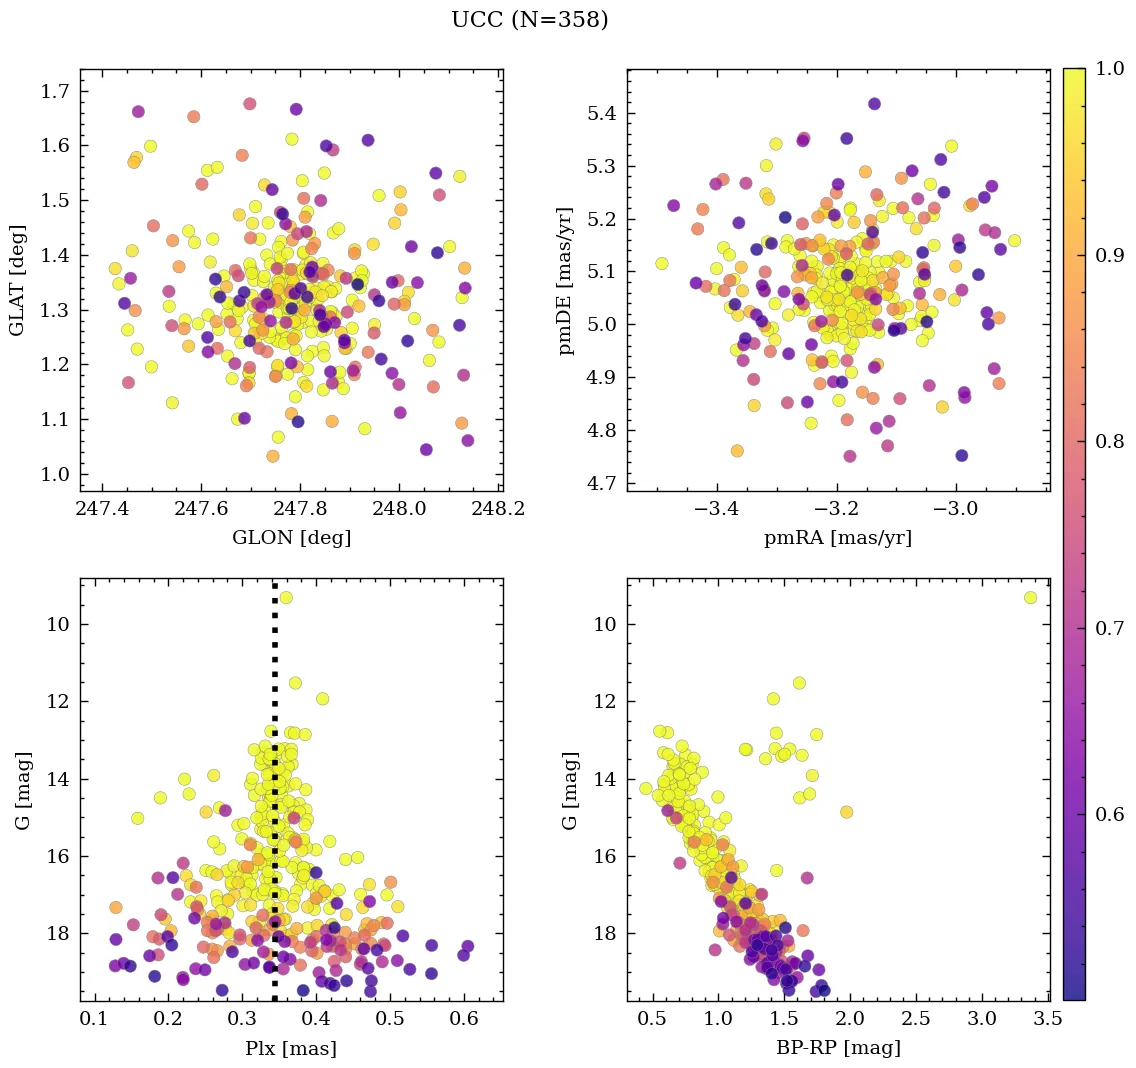 UCC (N=358)
1.7
1.6
1.5
1.4
1.3
1.2
1.1
1.0
GLAT [deg]
247.4 247.6 247.8 248.0 248.2
GLON [deg]
5.4
5.3
5.2
5.1
5.0
4.9
4.8
4.7
pmDE [mas/yr]
−3.4 −3.2 −3.0
pmRA [mas/yr]
1.0
0.9
0.8
0.7
0.6
10
12
14
16
18
G [mag]
0.1 0.2 0.3 0.4 0.5 0.6
Plx [mas]
10
12
14
16
18
G [mag]
0.5 1.0 1.5 2.0 2.5 3.0 3.5
BP-RP [mag]